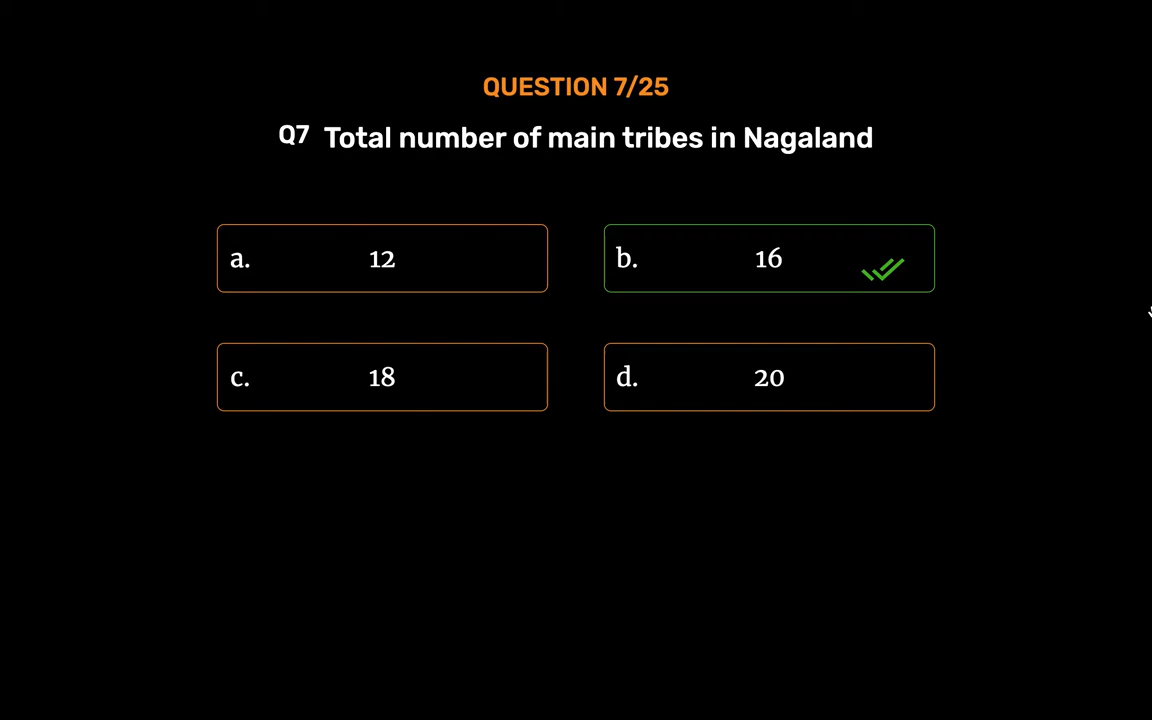 QUESTION 7/25
Q7 Total number of main tribes in Nagaland
a. 12
b. 16
c. 18
d. 20